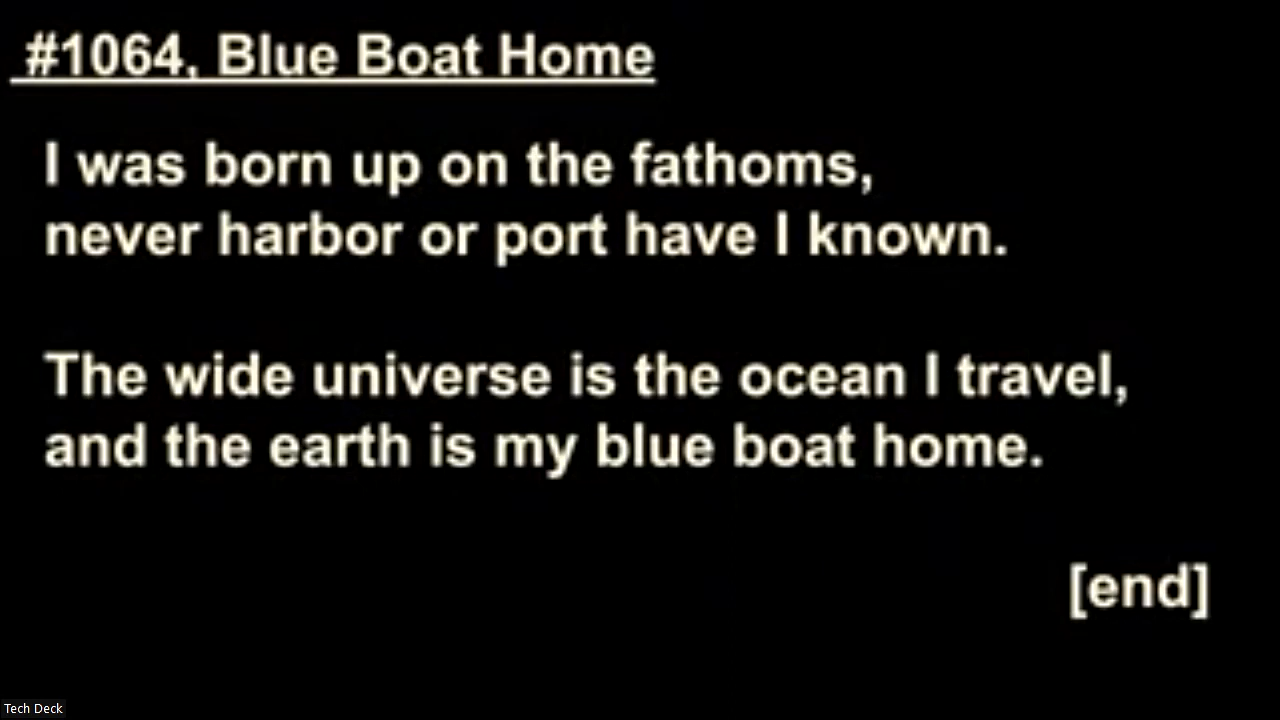 #1064, Blue Boat Home
I was born up on the fathoms,
never harbor or port have I known.
The wide universe is the ocean I travel,
and the earth is my blue boat home.
[end]
Tech Deck